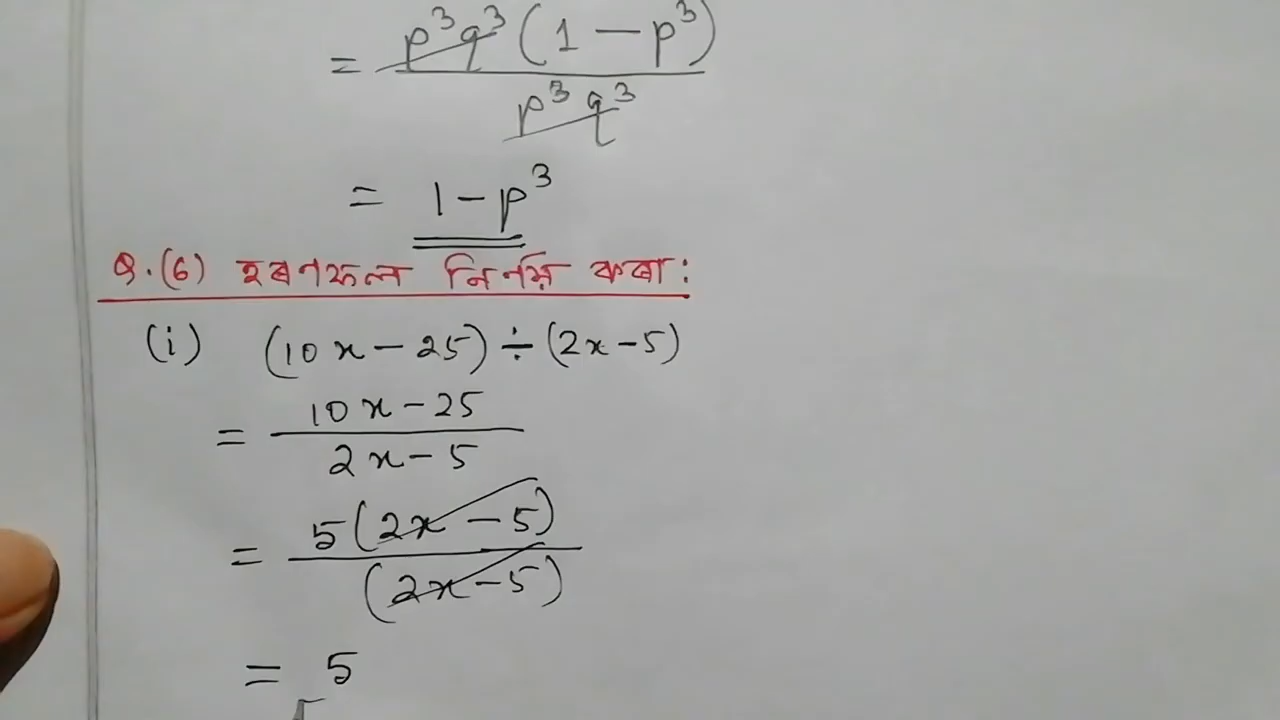 = p³q³(1 – p³) / p³q³
= 1 – p³
Q.(6) হৰণফল নিৰ্ণয় কৰা :
(i) (10x – 25) ÷ (2x – 5)
= 10x – 25 / 2x – 5
= 5(2x – 5) / (2x – 5)
= 5